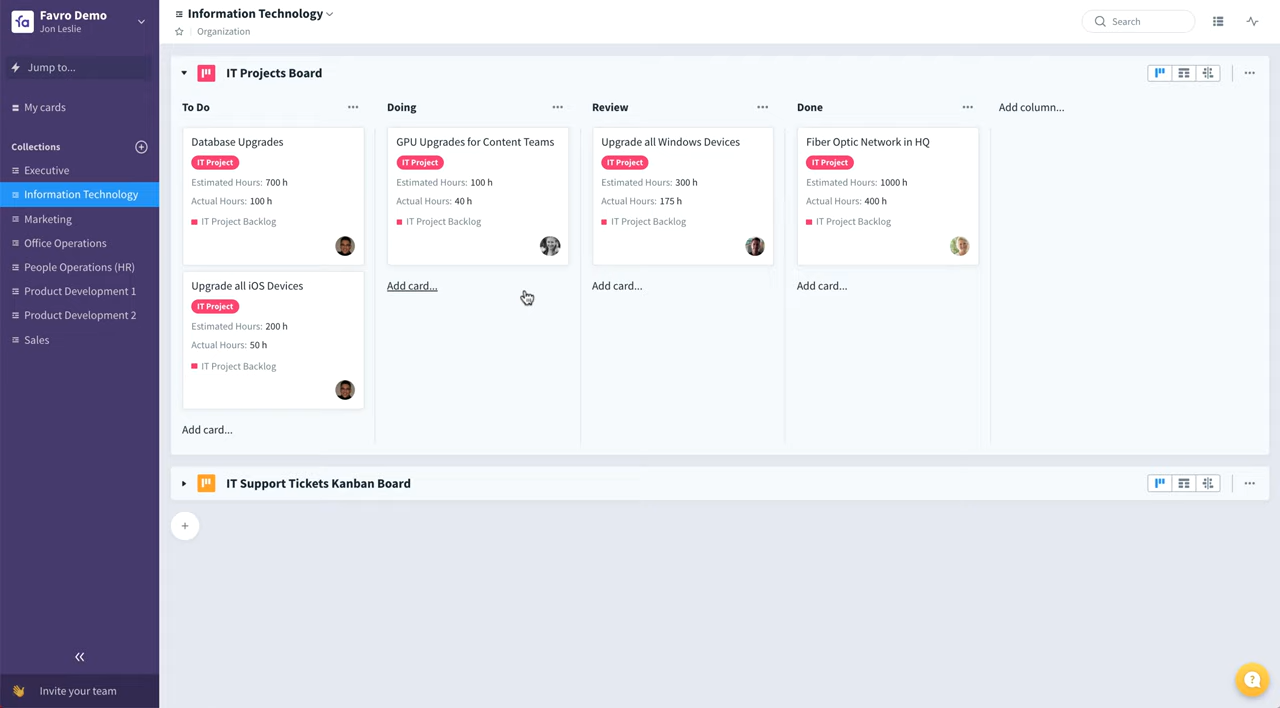 Favro Demo
Jon Leslie
Jump to...
My cards
Collections
Executive
Information Technology
Marketing
Office Operations
People Operations (HR)
Product Development 1
Product Development 2
Sales
Invite your team
Information Technology
Organization
Search
IT Projects Board
To Do
Database Upgrades
IT Project
Estimated Hours: 700 h
Actual Hours: 100 h
IT Project Backlog
Upgrade all iOS Devices
IT Project
Estimated Hours: 200 h
Actual Hours: 50 h
IT Project Backlog
Add card...
Doing
GPU Upgrades for Content Teams
IT Project
Estimated Hours: 100 h
Actual Hours: 40 h
IT Project Backlog
Add card...
Review
Upgrade all Windows Devices
IT Project
Estimated Hours: 300 h
Actual Hours: 175 h
IT Project Backlog
Add card...
Done
Fiber Optic Network in HQ
IT Project
Estimated Hours: 1000 h
Actual Hours: 400 h
IT Project Backlog
Add card...
Add column...
IT Support Tickets Kanban Board